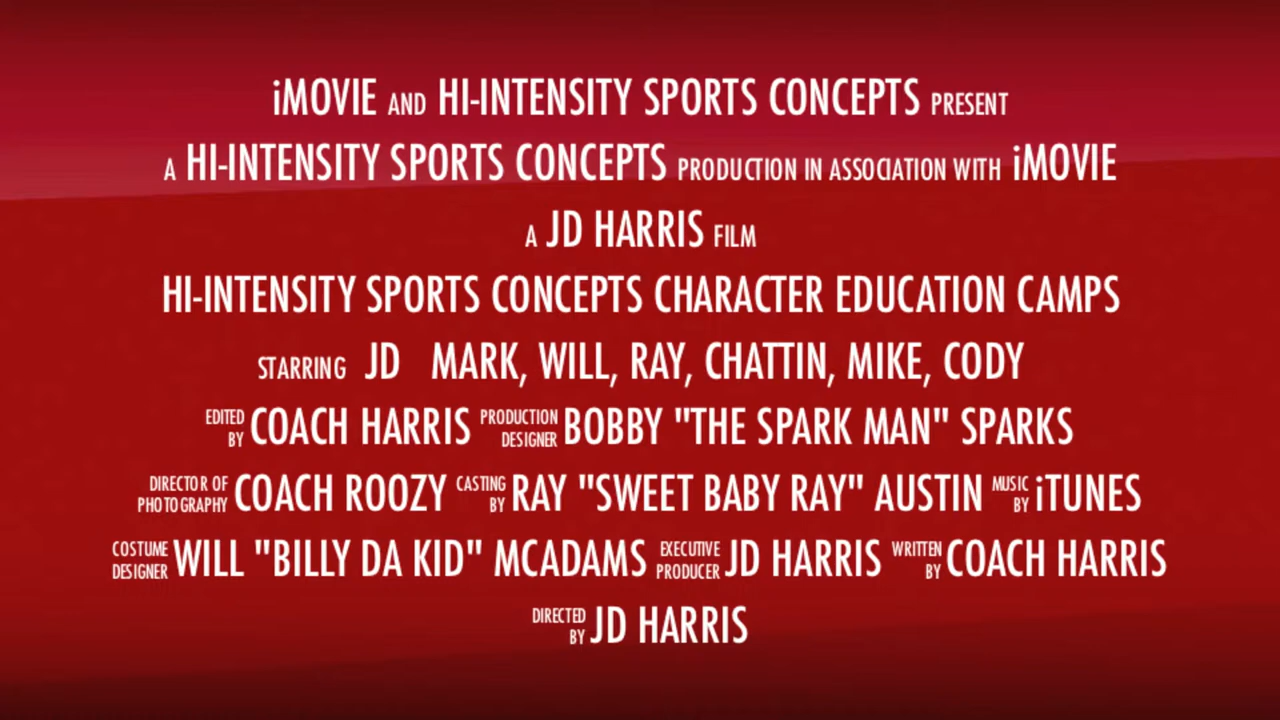 iMOVIE AND HI-INTENSITY SPORTS CONCEPTS PRESENT
A HI-INTENSITY SPORTS CONCEPTS PRODUCTION IN ASSOCIATION WITH iMOVIE
A JD HARRIS FILM
HI-INTENSITY SPORTS CONCEPTS CHARACTER EDUCATION CAMPS
STARRING JD MARK, WILL, RAY, CHATTIN, MIKE, CODY
EDITED BY COACH HARRIS PRODUCTION DESIGNER BOBBY "THE SPARK MAN" SPARKS
DIRECTOR OF PHOTOGRAPHY COACH ROOZY CASTING BY RAY "SWEET BABY RAY" AUSTIN MUSIC BY iTUNES
COSTUME DESIGNER WILL "BILLY DA KID" MCADAMS EXECUTIVE PRODUCER JD HARRIS WRITTEN BY COACH HARRIS
DIRECTED BY JD HARRIS